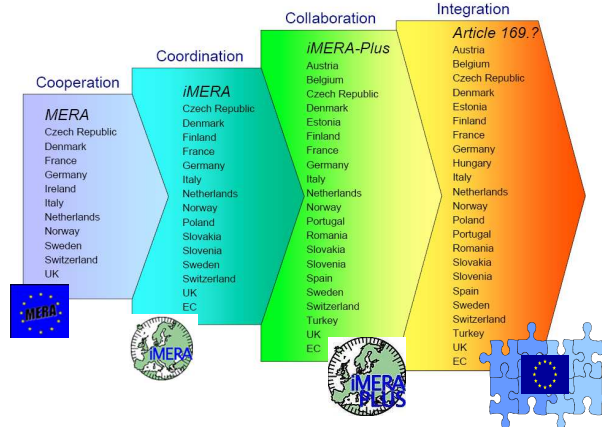 Cooperation
MERA
Czech Republic
Denmark
France
Germany
Ireland
Italy
Netherlands
Norway
Sweden
Switzerland
UK
MERA
Coordination
iMERA
Czech Republic
Denmark
Finland
France
Germany
Italy
Netherlands
Norway
Poland
Slovakia
Slovenia
Sweden
Switzerland
UK
EC
iMERA
Collaboration
iMERA-Plus
Austria
Belgium
Czech Republic
Denmark
Estonia
Finland
France
Germany
Italy
Netherlands
Norway
Portugal
Romania
Slovakia
Slovenia
Spain
Sweden
Switzerland
Turkey
UK
EC
iMERA
PLUS
Integration
Article 169.?
Austria
Belgium
Czech Republic
Denmark
Estonia
Finland
France
Germany
Hungary
Italy
Netherlands
Norway
Poland
Portugal
Romania
Slovakia
Slovenia
Spain
Sweden
Switzerland
Turkey
UK
EC